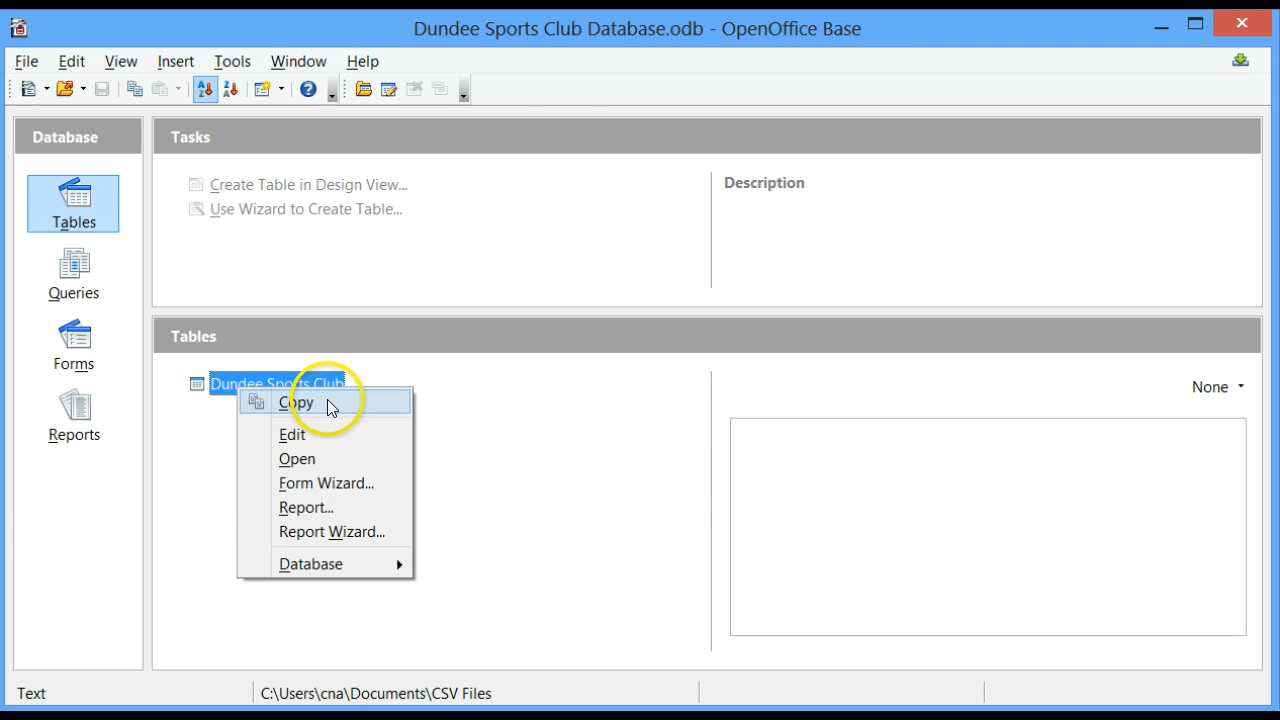 Dundee Sports Club Database.odb - OpenOffice Base
File Edit View Insert Tools Window Help
Database
Tables
Queries
Forms
Reports
Tasks
Create Table in Design View...
Use Wizard to Create Table...
Description
Tables
Dundee Sports Club
None
Copy
Edit
Open
Form Wizard...
Report...
Report Wizard...
Database
Text
C:\Users\cna\Documents\CSV Files